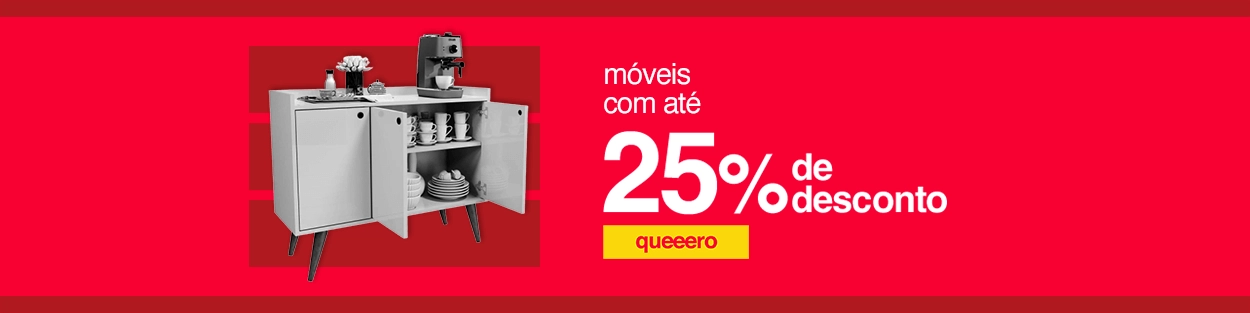 móveis
com até
25% de
desconto
queeero